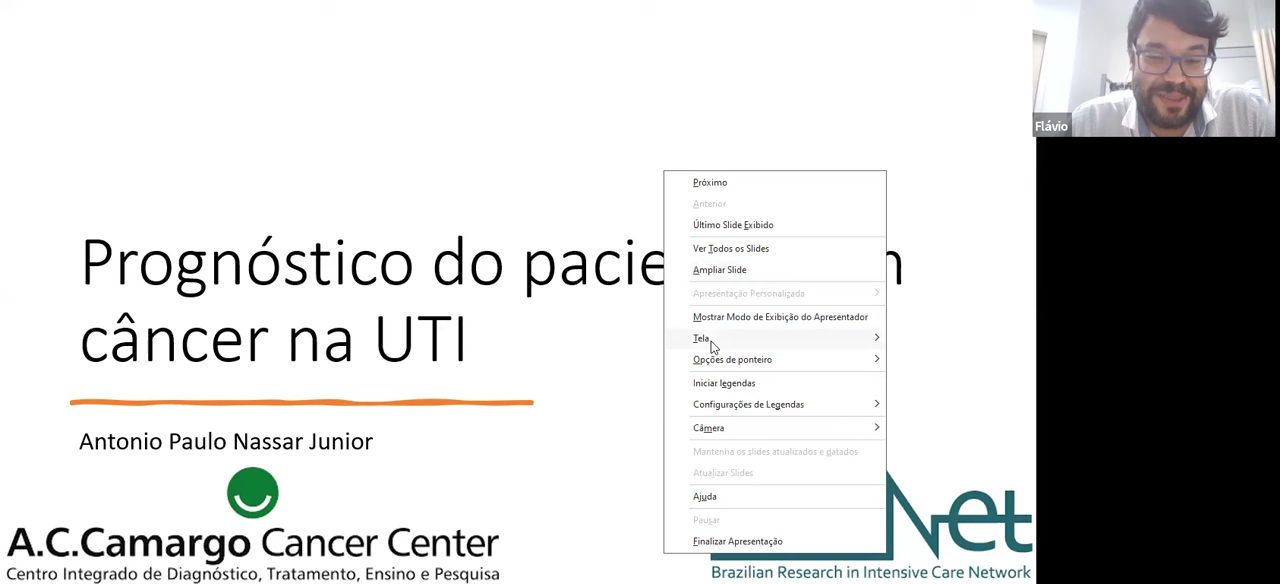 Flávio
Prognóstico do pacie
câncer na UTI
Antonio Paulo Nassar Junior
A.C.Camargo Cancer Center
Centro Integrado de Diagnóstico, Tratamento, Ensino e Pesquisa
Próximo
Anterior
Último Slide Exibido
Ver Todos os Slides
Ampliar Slide
Apresentação Personalizada
Mostrar Modo de Exibição do Apresentador
Tela
Opções de ponteiro
Iniciar legendas
Configurações de Legendas
Câmera
Mantenha os slides atualizados e datados
Atualizar Slides
Ajuda
Pausar
Finalizar Apresentação
Net
Brazilian Research in Intensive Care Network